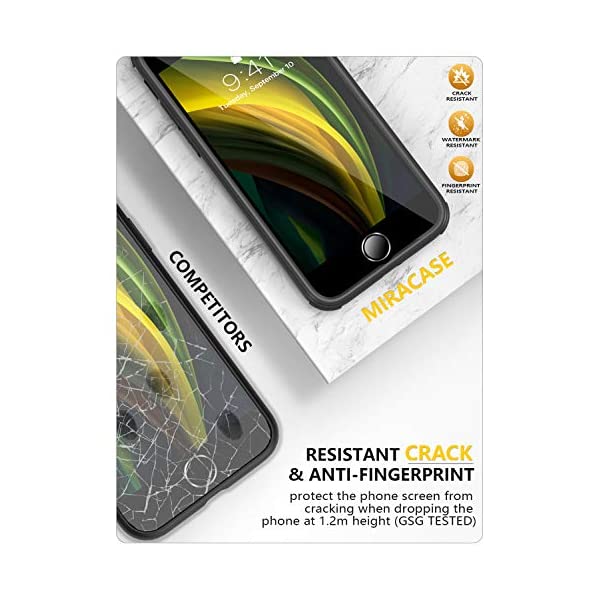 9:41
Tuesday, September 10
CRACK
RESISTANT
WATERMARK
RESISTANT
FINGERPRINT
RESISTANT
COMPETITORS
MIRACASE
RESISTANT CRACK
& ANTI-FINGERPRINT
protect the phone screen from
cracking when dropping the
phone at 1.2m height (GSG TESTED)